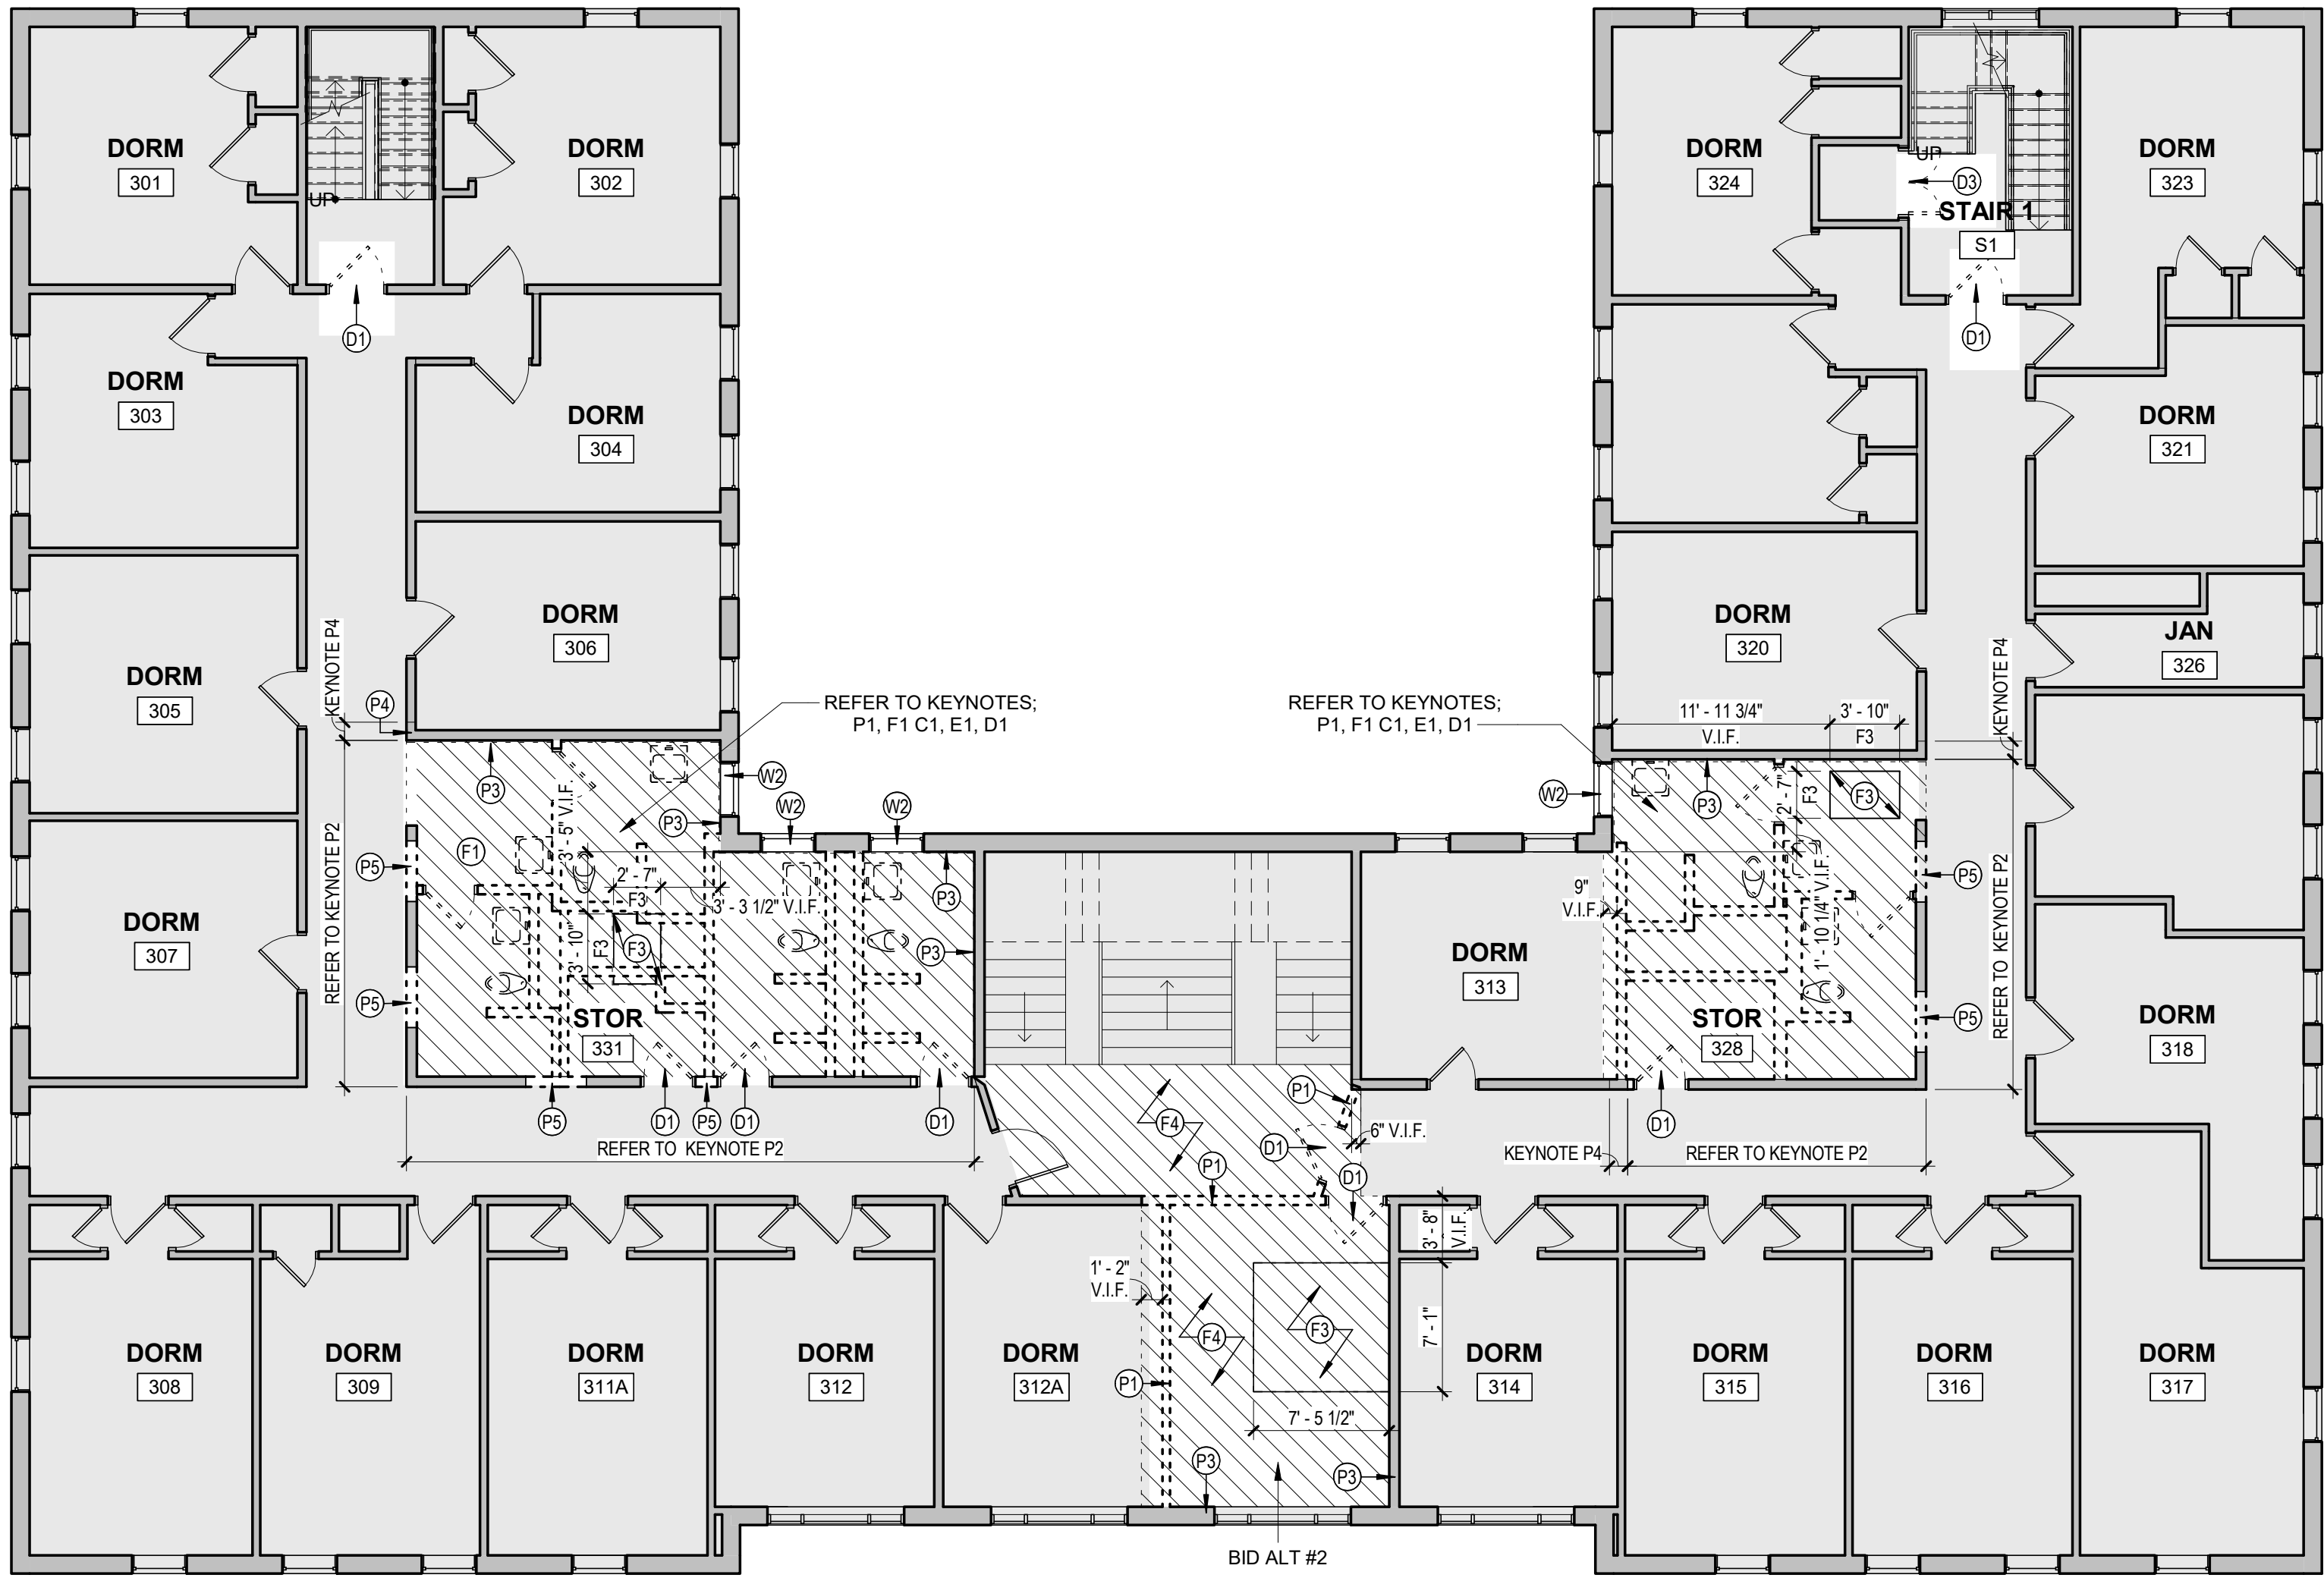 DORM
301
DORM
302
UP
D1
DORM
303
DORM
304
DORM
324
UP
D3
STAIR 1
S1
DORM
323
D1
DORM
321
DORM
305
DORM
306
KEYNOTE P4
P4
REFER TO KEYNOTES;
P1, F1 C1, E1, D1
REFER TO KEYNOTES;
P1, F1 C1, E1, D1
DORM
320
JAN
326
KEYNOTE P4
11' - 11 3/4"
V.I.F.
3' - 10"
F3
P3
W2
W2
W2
P3
3' - 5" V.I.F.
F1
P5
REFER TO KEYNOTE P2
2' - 7"
F3
3' - 3 1/2" V.I.F.
P3
P3
3' - 10"
F3
F3
P5
STOR
331
DORM
307
P5
D1
P5
D1
D1
REFER TO KEYNOTE P2
W2
P3
2' - 7"
F3
F3
9"
V.I.F.
1' - 10 1/4" V.I.F.
P5
P5
REFER TO KEYNOTE P2
DORM
313
STOR
328
DORM
318
P1
F4
6" V.I.F.
D1
P1
D1
D1
KEYNOTE P4
REFER TO KEYNOTE P2
3' - 8"
V.I.F.
1' - 2"
V.I.F.
F4
F3
7' - 1"
P1
7' - 5 1/2"
P3
P3
DORM
308
DORM
309
DORM
311A
DORM
312
DORM
312A
DORM
314
DORM
315
DORM
316
DORM
317
BID ALT #2